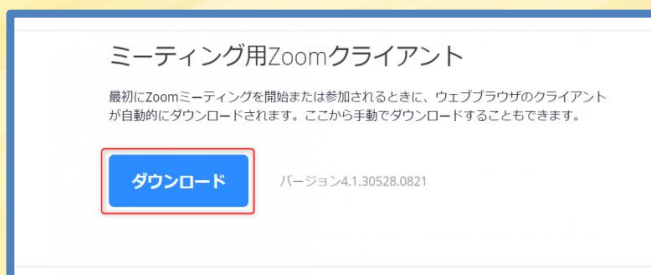 ミーティング用Zoomクライアント
最初にZoomミーティングを開始または参加されるときに、ウェブブラウザのクライアント
が自動的にダウンロードされます。ここから手動でダウンロードすることもできます。
ダウンロード
バージョン4.1.30528.0821